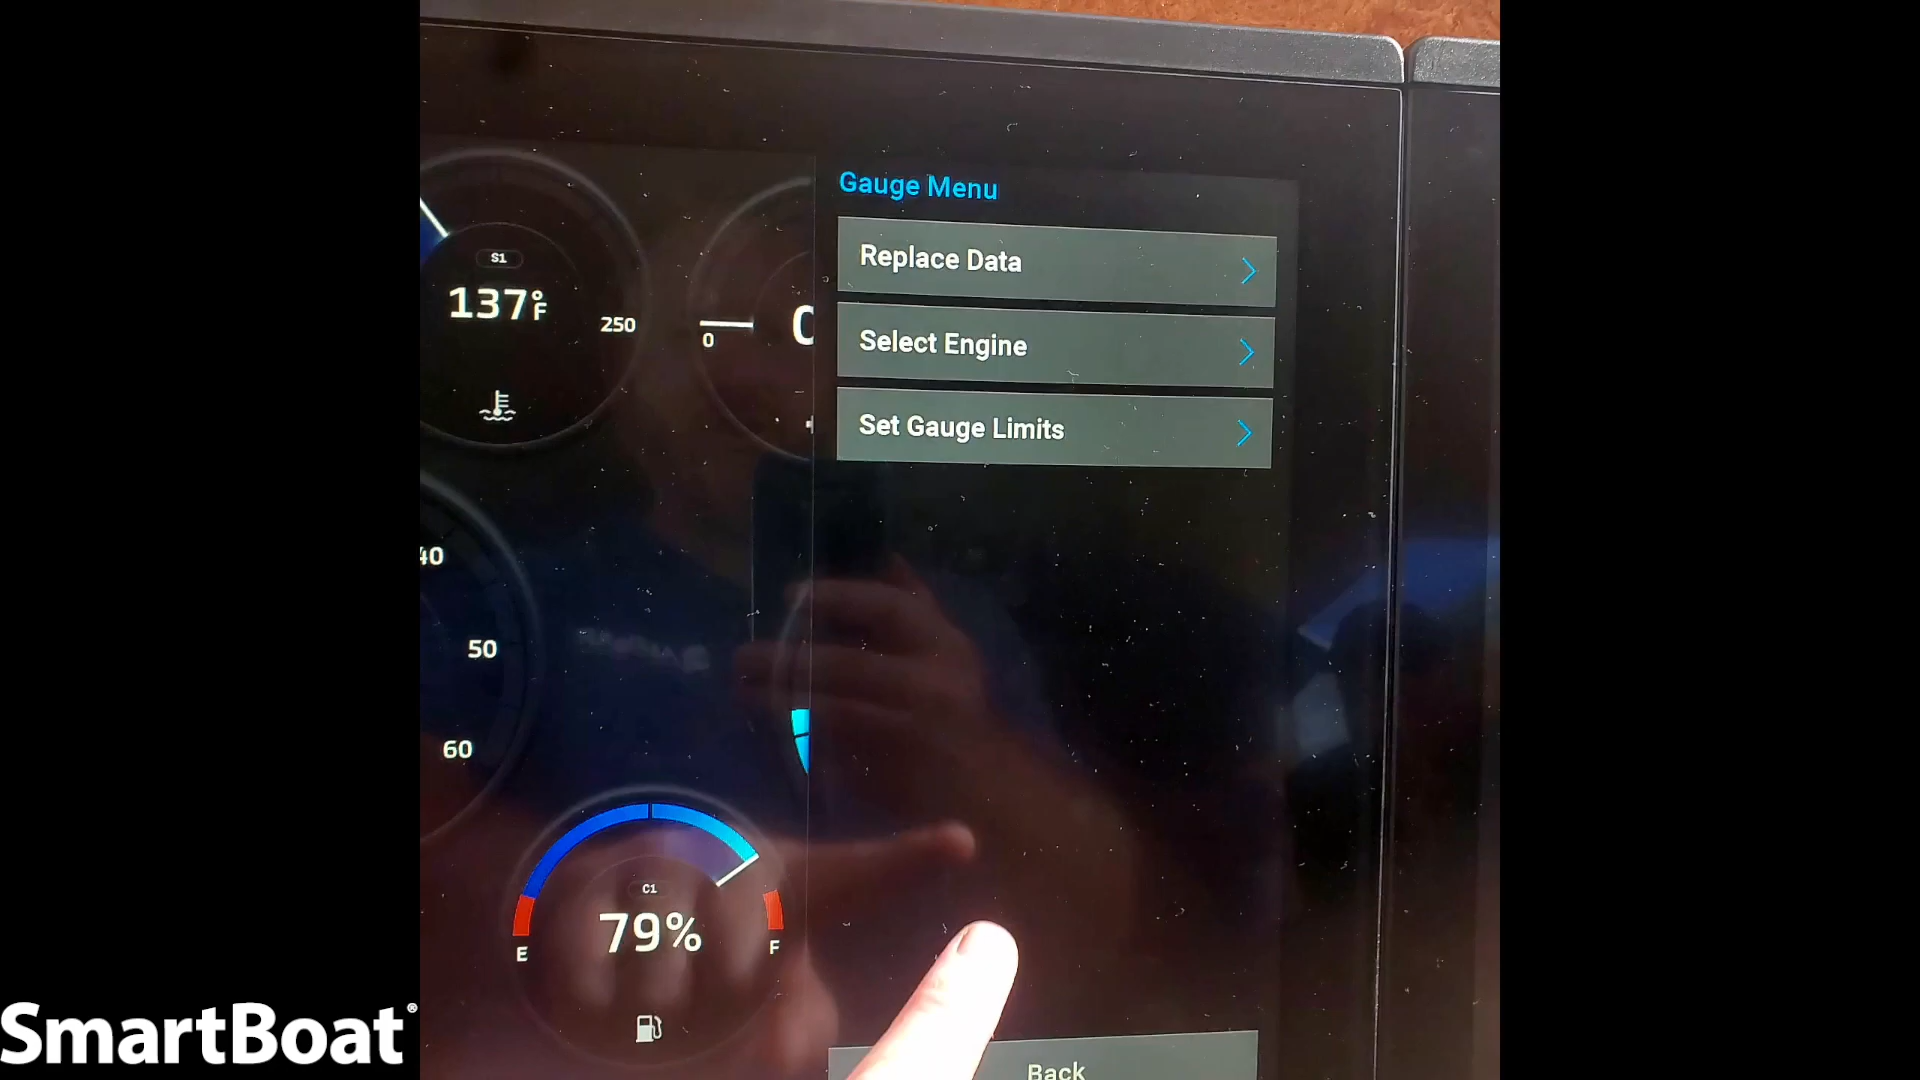 Gauge Menu
Replace Data
Select Engine
Set Gauge Limits
Back
S1
137°F
250
0
40
50
60
C1
79%
E
F
SmartBoat®